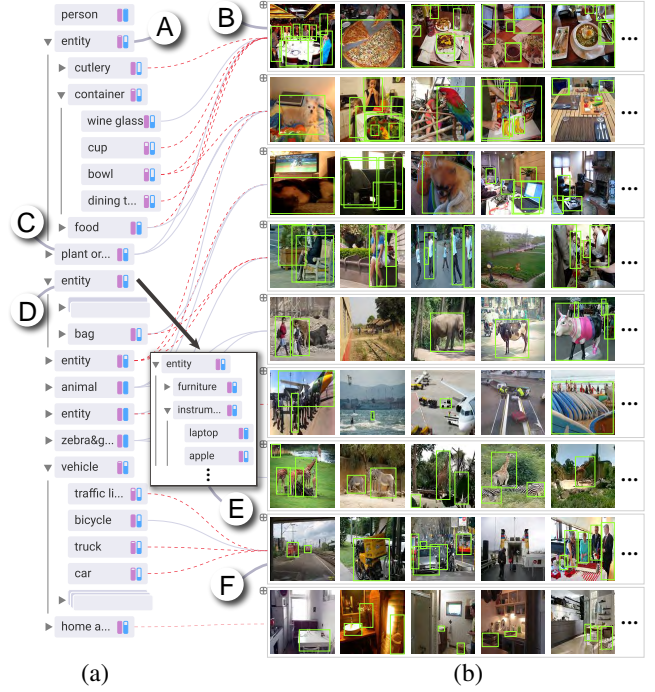 person
A
B
entity
cutlery
container
wine glass
cup
bowl
dining t...
food
C
plant or...
entity
D
bag
entity
entity
furniture
animal
instrum...
entity
laptop
zebra&g...
apple
vehicle
E
traffic li...
bicycle
truck
car
F
home a...
(a)
(b)